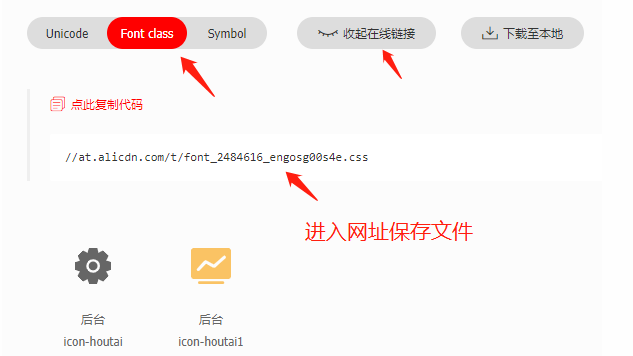 Unicode Font class Symbol 收起在线链接 下载至本地
点此复制代码
//at.alicdn.com/t/font_2484616_engosg00s4e.css
进入网址保存文件
后台 后台
icon-houtai icon-houtai1